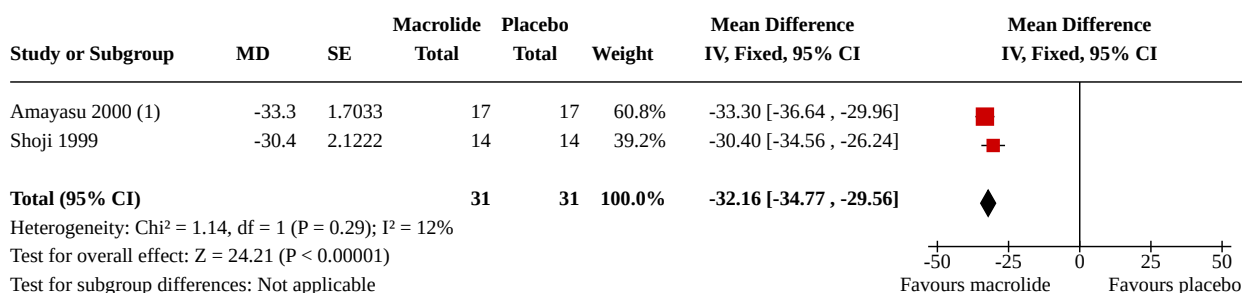 Macrolide Placebo Mean Difference Mean Difference
Study or Subgroup MD SE Total Total Weight IV, Fixed, 95% CI IV, Fixed, 95% CI
Amayasu 2000 (1) -33.3 1.7033 17 17 60.8% -33.30 [-36.64 , -29.96]
Shoji 1999 -30.4 2.1222 14 14 39.2% -30.40 [-34.56 , -26.24]
Total (95% CI) 31 31 100.0% -32.16 [-34.77 , -29.56]
Heterogeneity: Chi² = 1.14, df = 1 (P = 0.29); I² = 12%
Test for overall effect: Z = 24.21 (P < 0.00001)
-50 -25 0 25 50
Test for subgroup differences: Not applicable
Favours macrolide Favours placebo